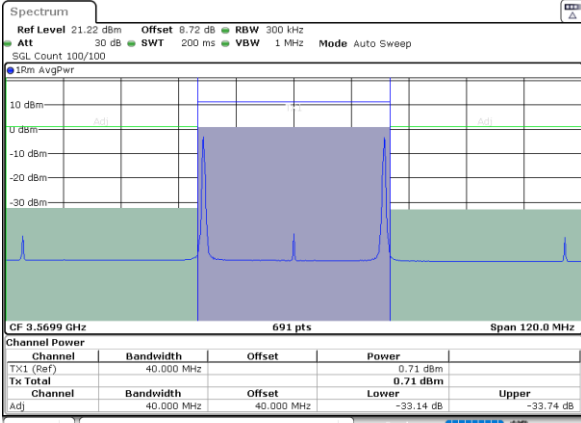 Spectrum
Ref Level 21.22 dBm Offset 8.72 dB RBW 300 kHz
Att 30 dB SWT 200 ms VBW 1 MHz Mode Auto Sweep
SGL Count 100/100
1Rm AvgPwr
10 dBm
Adj Adj
0 dBm
-10 dBm
-20 dBm
-30 dBm
CF 3.5699 GHz 691 pts Span 120.0 MHz
Channel Power
Channel Bandwidth Offset Power
TX1 (Ref) 40.000 MHz 0.71 dBm
Tx Total 0.71 dBm
Channel Bandwidth Offset Lower Upper
Adj 40.000 MHz 40.000 MHz -33.14 dB -33.74 dB